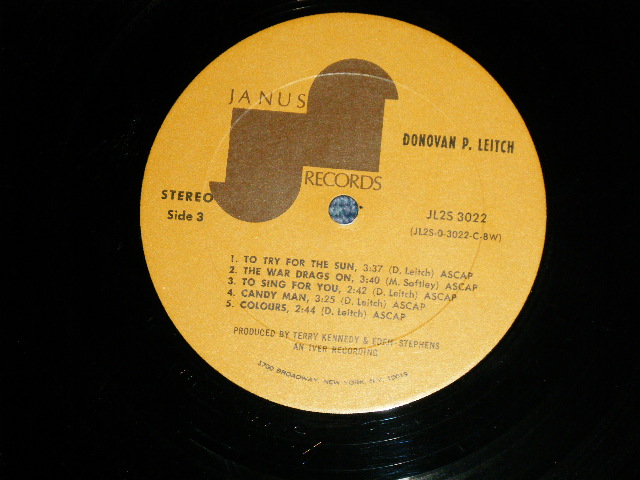 JANUS
RECORDS
DONOVAN P. LEITCH
STEREO
Side 3
JL2S 3022
(JL2S-0-3022-C-BW)
1. TO TRY FOR THE SUN, 3:37 (D. Leitch) ASCAP
2. THE WAR DRAGS ON, 3:40 (M. Softley) ASCAP
3. TO SING FOR YOU, 2:42 (D. Leitch) ASCAP
4. CANDY MAN, 3:25 (D. Leitch) ASCAP
5. COLOURS, 2:44 (D. Leitch) ASCAP
PRODUCED BY TERRY KENNEDY & EDEN STEPHENS
AN IVER RECORDING
1700 BROADWAY, NEW YORK, N.Y. 10019